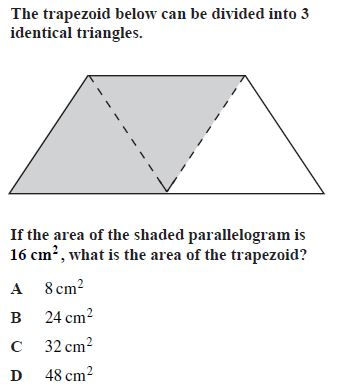 The trapezoid below can be divided into 3
identical triangles.
If the area of the shaded parallelogram is
16 cm², what is the area of the trapezoid?
A 8 cm²
B 24 cm²
C 32 cm²
D 48 cm²